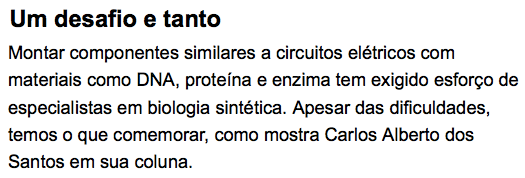 Um desafio e tanto
Montar componentes similares a circuitos elétricos com
materiais como DNA, proteína e enzima tem exigido esforço de
especialistas em biologia sintética. Apesar das dificuldades,
temos o que comemorar, como mostra Carlos Alberto dos
Santos em sua coluna.